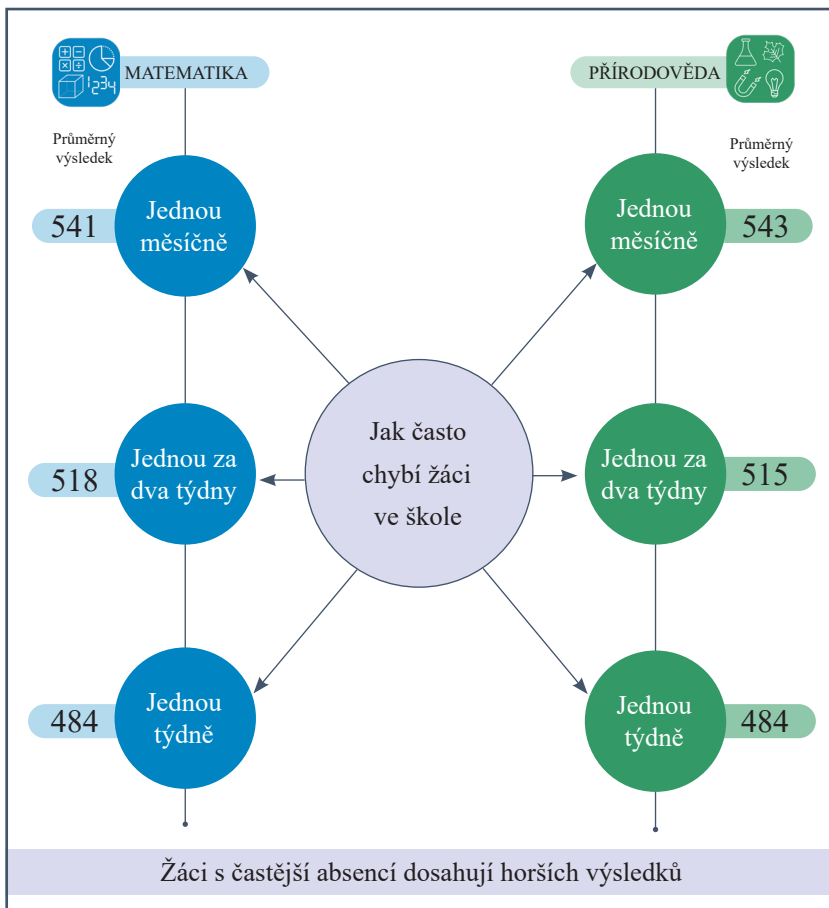 1234
MATEMATIKA
Průměrný
výsledek
541
Jednou
měsíčně
518
Jednou za
dva týdny
484
Jednou
týdně
Jak často
chybí žáci
ve škole
PŘÍRODOVĚDA
Průměrný
výsledek
Jednou
měsíčně
543
Jednou za
dva týdny
515
Jednou
týdně
484
Žáci s častější absencí dosahují horších výsledků